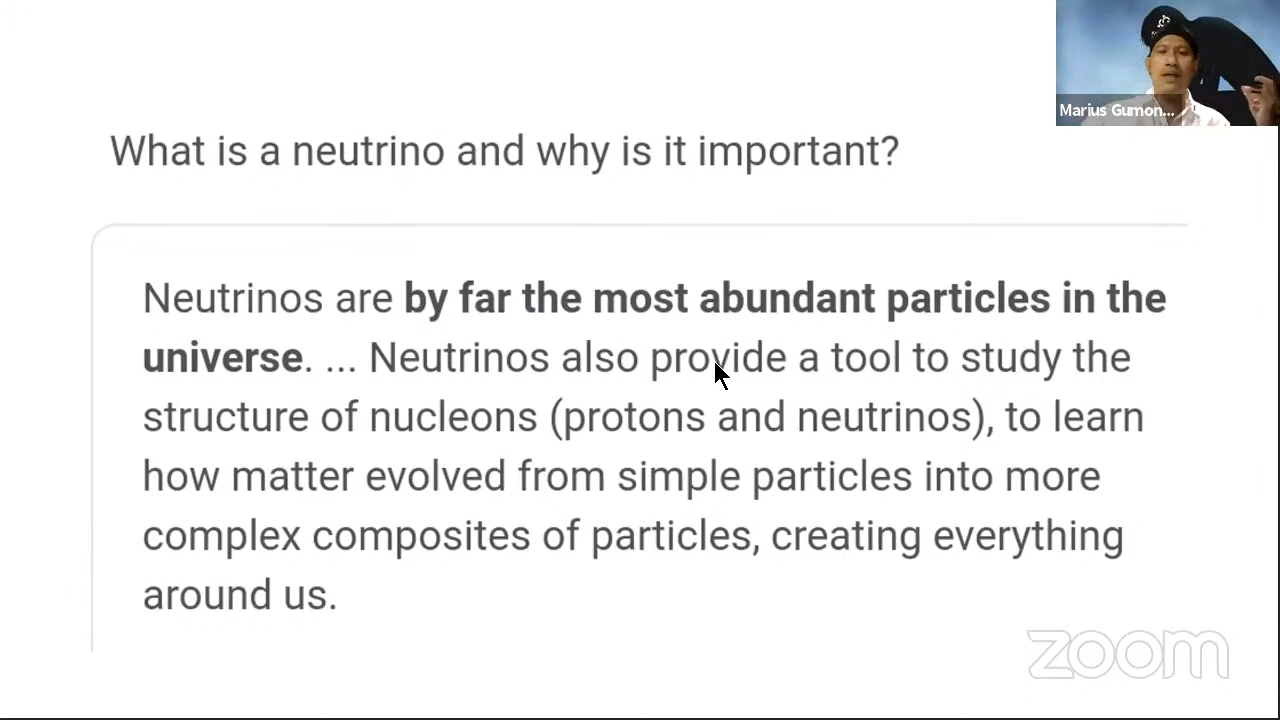 Marius Gumon...
What is a neutrino and why is it important?
Neutrinos are by far the most abundant particles in the
universe. ... Neutrinos also provide a tool to study the
structure of nucleons (protons and neutrinos), to learn
how matter evolved from simple particles into more
complex composites of particles, creating everything
around us.
zoom